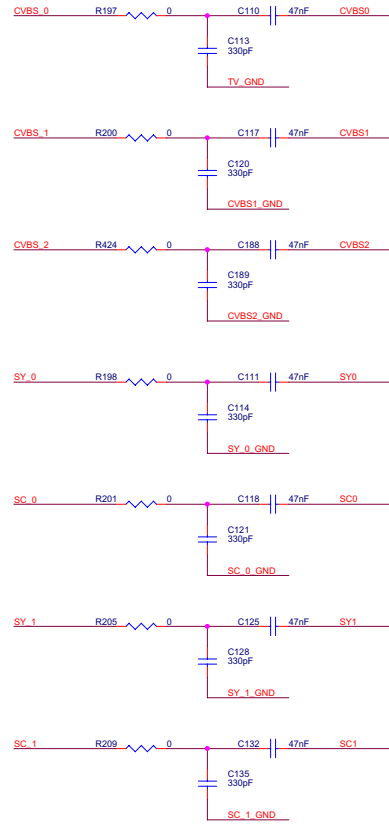 CVBS_0 R197 0 C110 47nF CVBS0
C113
330pF
TV_GND
CVBS_1 R200 0 C117 47nF CVBS1
C120
330pF
CVBS1_GND
CVBS_2 R424 0 C188 47nF CVBS2
C189
330pF
CVBS2_GND
SY_0 R198 0 C111 47nF SY0
C114
330pF
SY_0_GND
SC_0 R201 0 C118 47nF SC0
C121
330pF
SC_0_GND
SY_1 R205 0 C125 47nF SY1
C128
330pF
SY_1_GND
SC_1 R209 0 C132 47nF SC1
C135
330pF
SC_1_GND